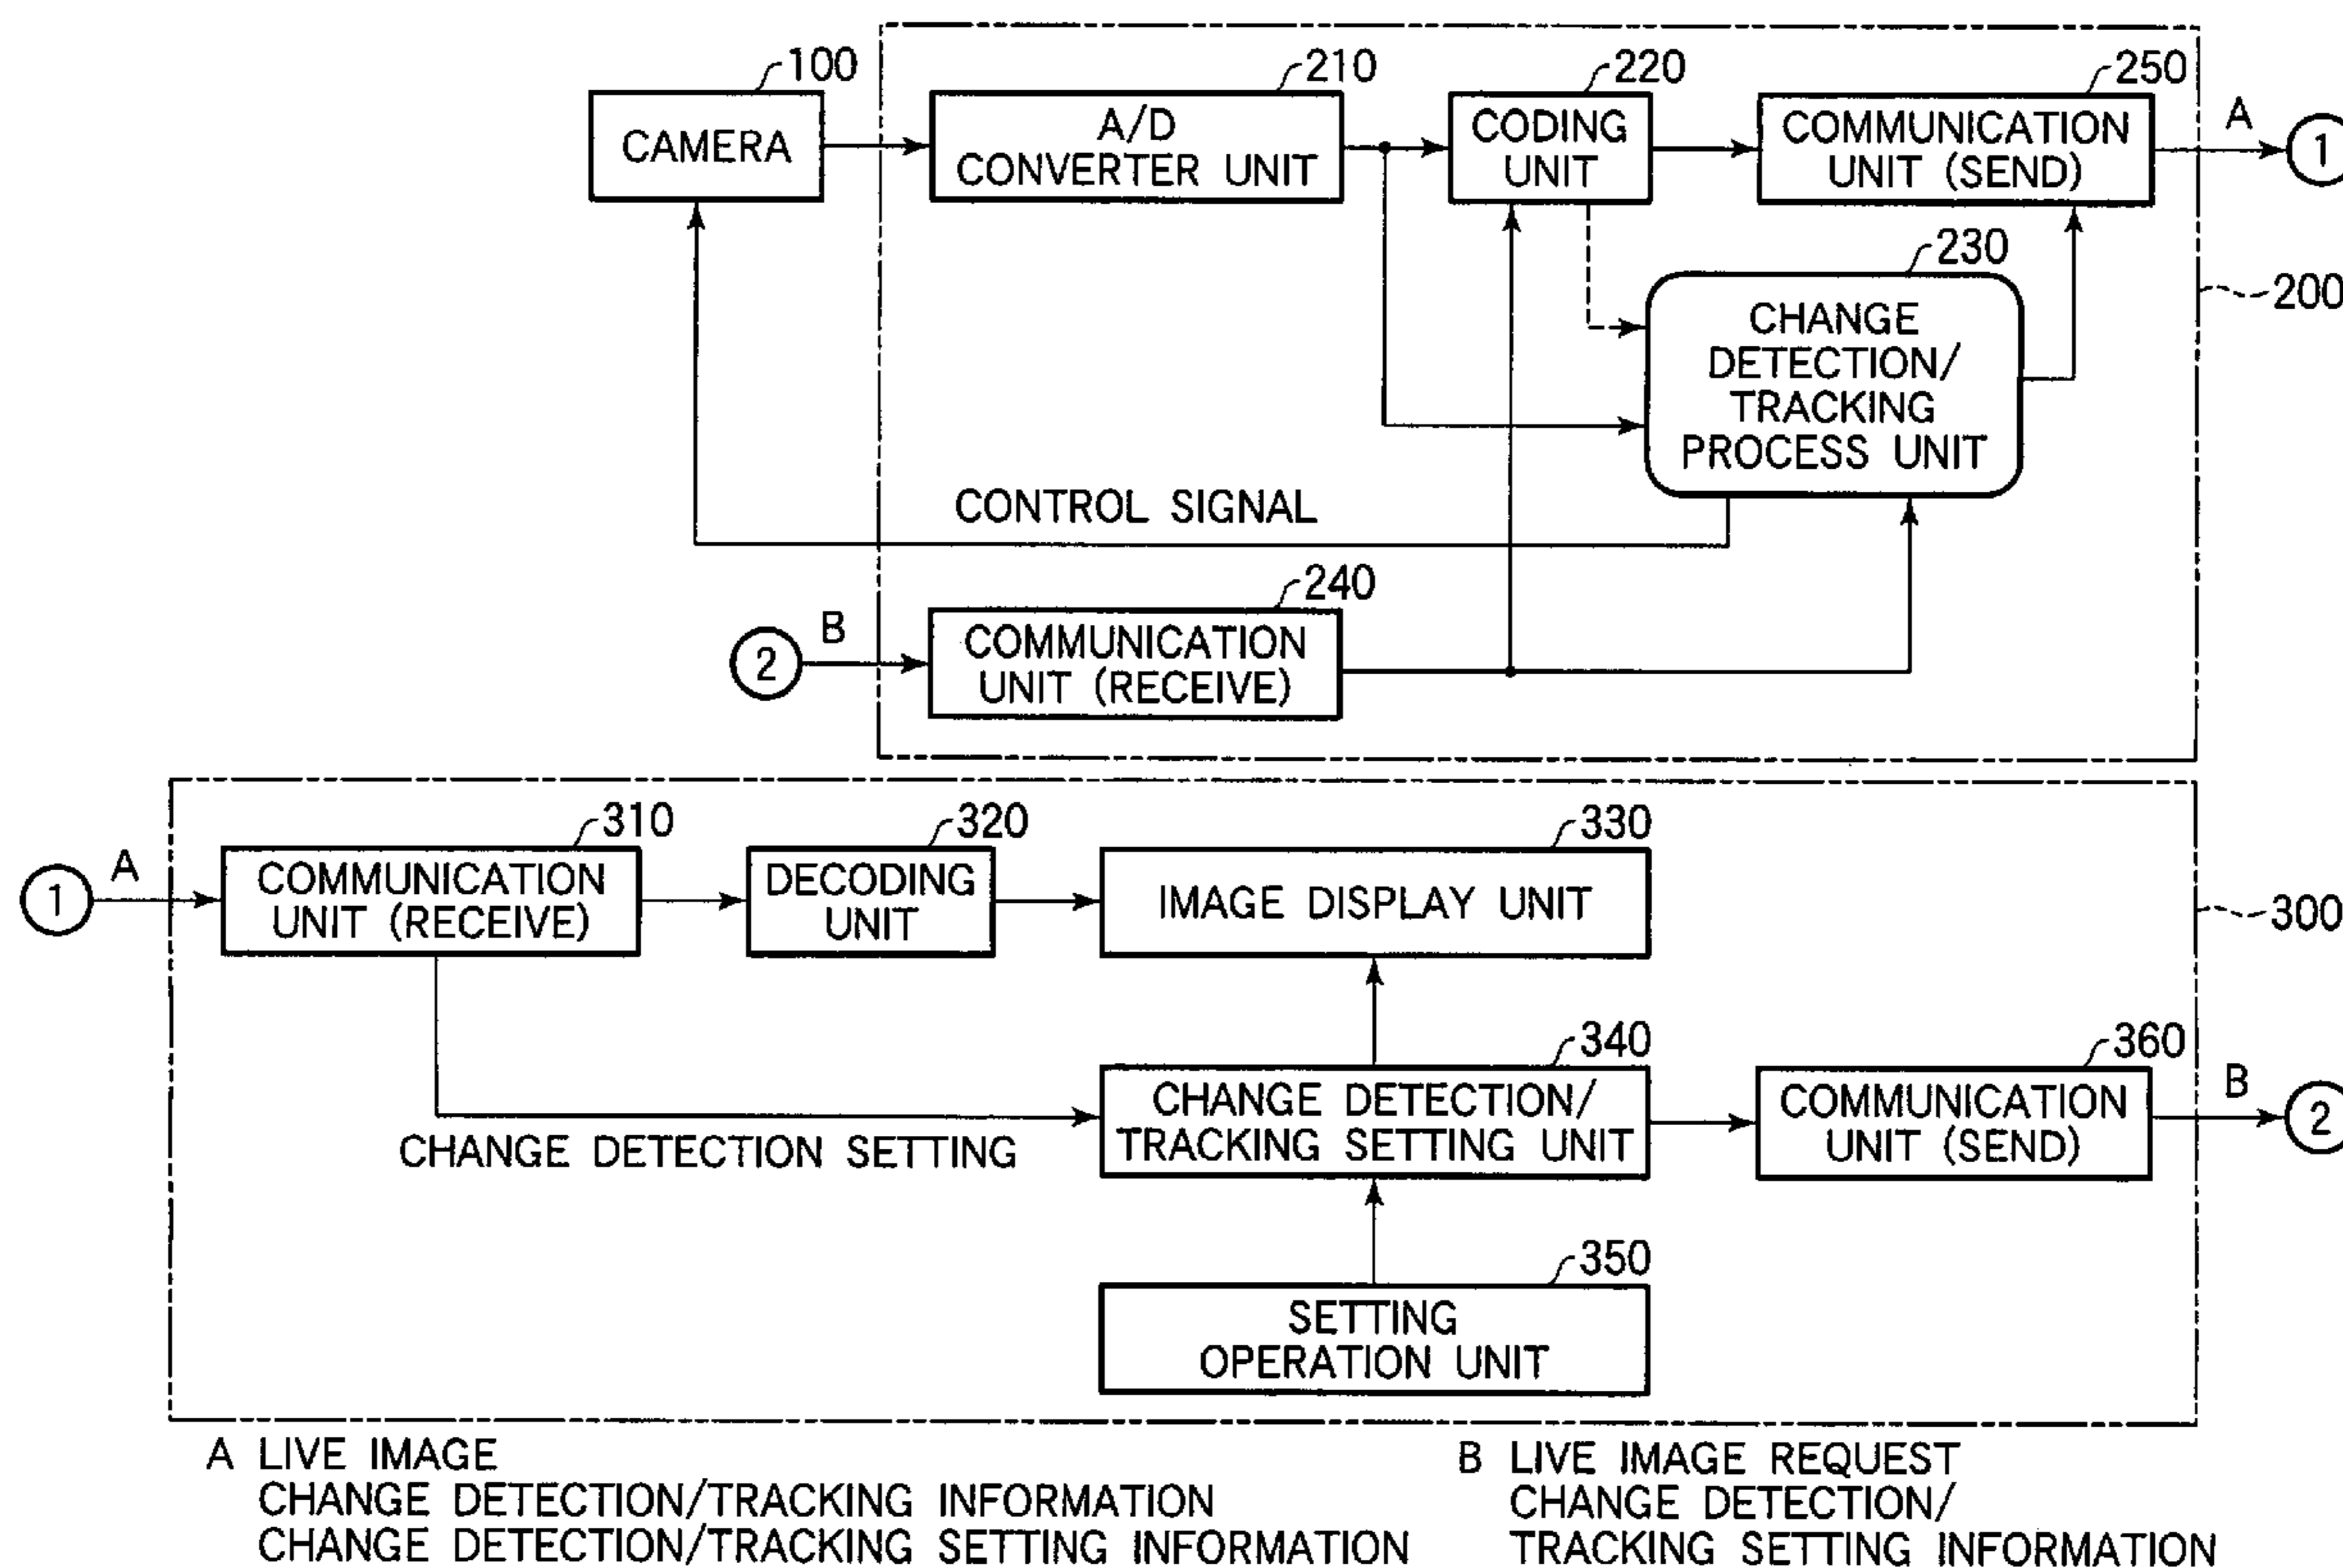 100
210
220
250
CAMERA
A/D
CONVERTER UNIT
CODING
UNIT
COMMUNICATION
UNIT (SEND)
A
1
230
200
CHANGE
DETECTION/
TRACKING
PROCESS UNIT
CONTROL SIGNAL
240
2
B
COMMUNICATION
UNIT (RECEIVE)
310
320
330
1
A
COMMUNICATION
UNIT (RECEIVE)
DECODING
UNIT
IMAGE DISPLAY UNIT
300
340
360
CHANGE DETECTION SETTING
CHANGE DETECTION/
TRACKING SETTING UNIT
COMMUNICATION
UNIT (SEND)
B
2
350
SETTING
OPERATION UNIT
A LIVE IMAGE
CHANGE DETECTION/TRACKING INFORMATION
CHANGE DETECTION/TRACKING SETTING INFORMATION
B LIVE IMAGE REQUEST
CHANGE DETECTION/
TRACKING SETTING INFORMATION